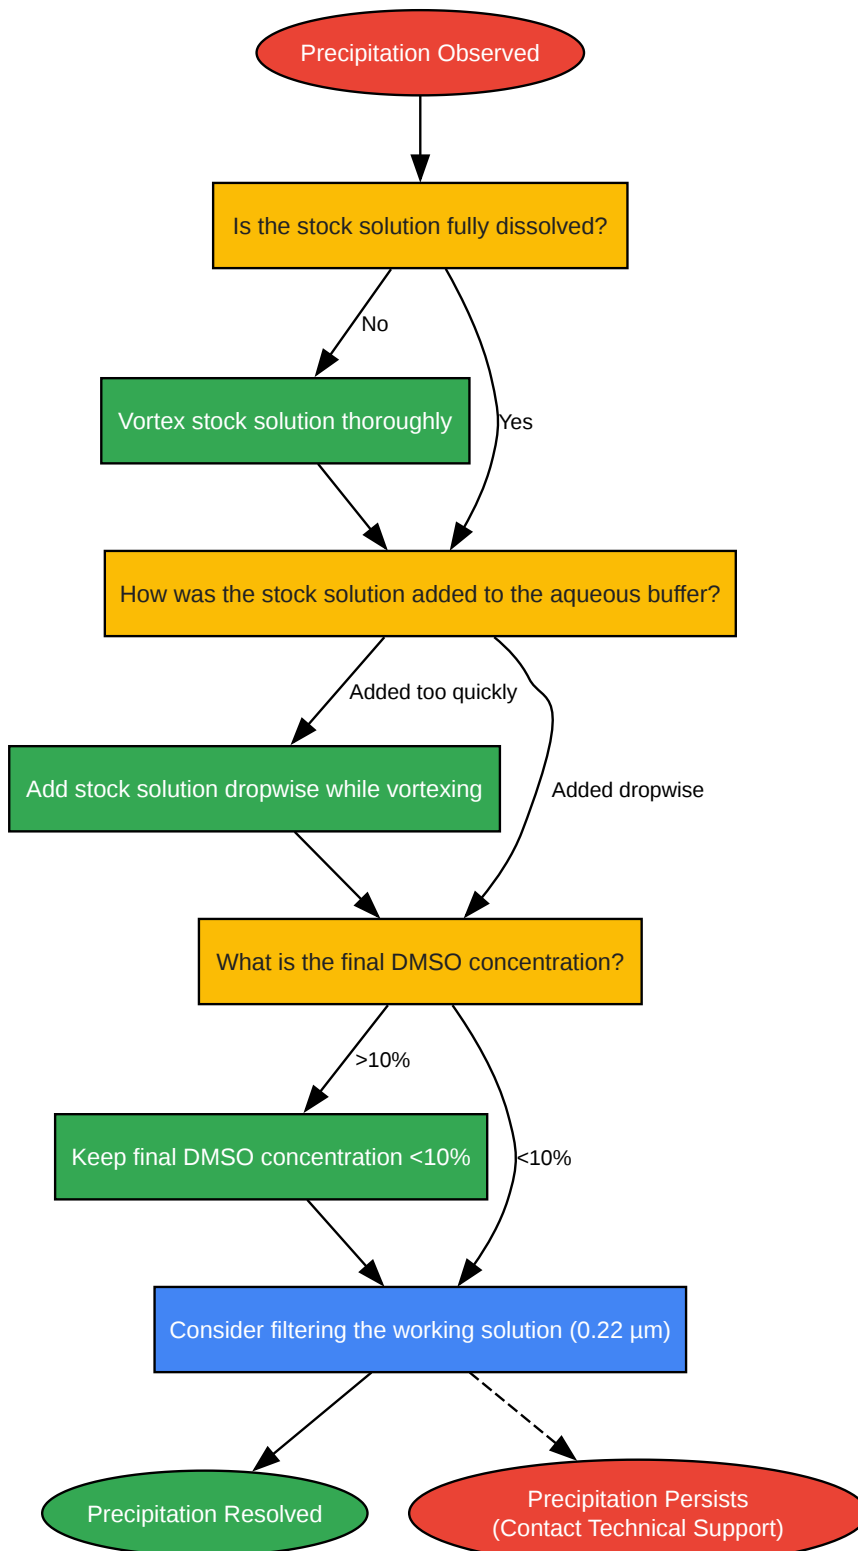 Precipitation Observed
Is the stock solution fully dissolved?
No
Vortex stock solution thoroughly
Yes
How was the stock solution added to the aqueous buffer?
Added too quickly
Add stock solution dropwise while vortexing
Added dropwise
What is the final DMSO concentration?
>10%
Keep final DMSO concentration <10%
<10%
Consider filtering the working solution (0.22 µm)
Precipitation Resolved
Precipitation Persists
(Contact Technical Support)